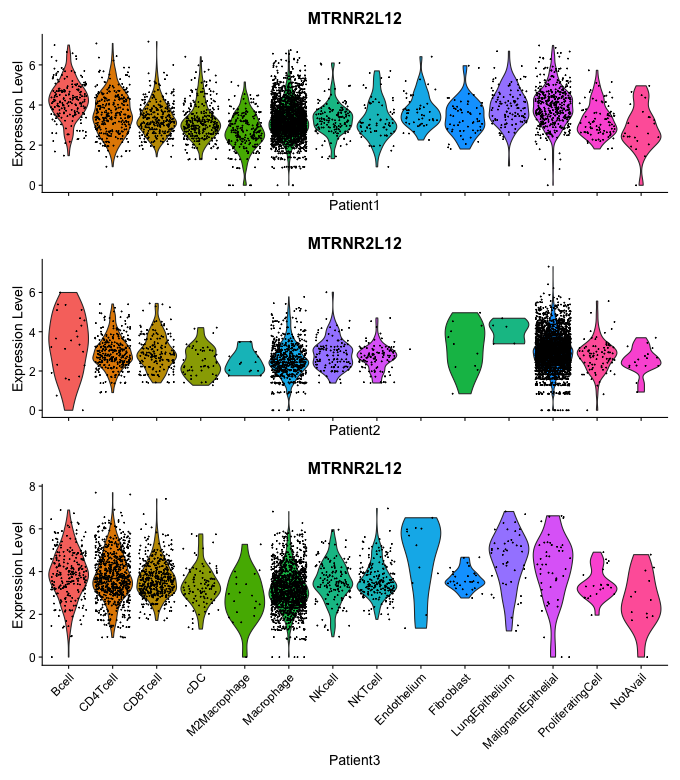 MTRNR2L12
Expression Level
6
4
2
0
Patient1
MTRNR2L12
Expression Level
6
4
2
0
Patient2
MTRNR2L12
Expression Level
8
6
4
2
0
Bcell
CD4Tcell
CD8Tcell
cDC
M2Macrophage
Macrophage
NKcell
NKTcell
Endothelium
Fibroblast
LungEpithelium
MalignantEpithelial
ProliferatingCell
NotAvail
Patient3